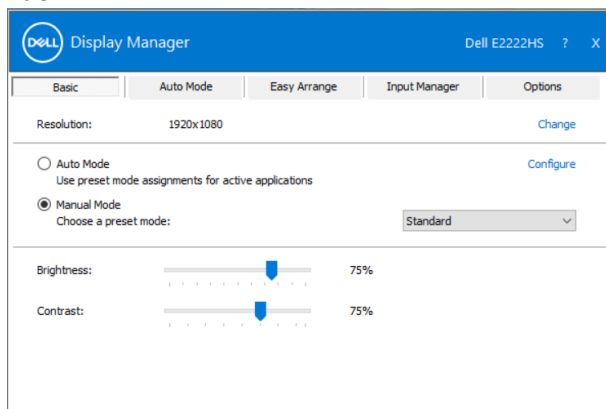 DELL Display Manager Dell E2222HS ? X
Basic Auto Mode Easy Arrange Input Manager Options
Resolution: 1920x1080 Change
Auto Mode Configure
Use preset mode assignments for active applications
Manual Mode
Choose a preset mode: Standard
Brightness: 75%
Contrast: 75%